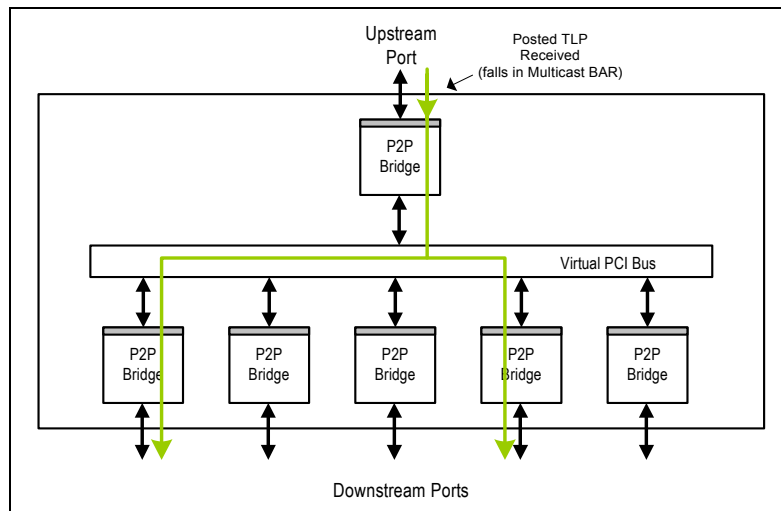 Upstream
Port
Posted TLP
Received
(falls in Multicast BAR)
P2P
Bridge
Virtual PCI Bus
P2P
Bridge
P2P
Bridge
P2P
Bridge
P2P
Bridge
P2P
Bridge
Downstream Ports